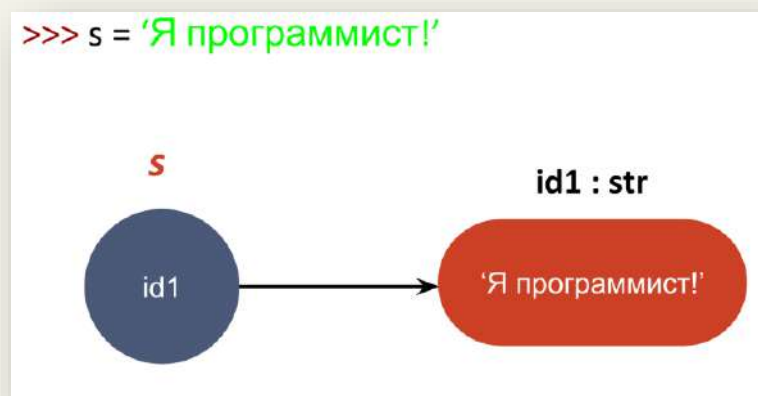 >>> s = ‘Я программист!’
s
id1 : str
id1
‘Я программист!’